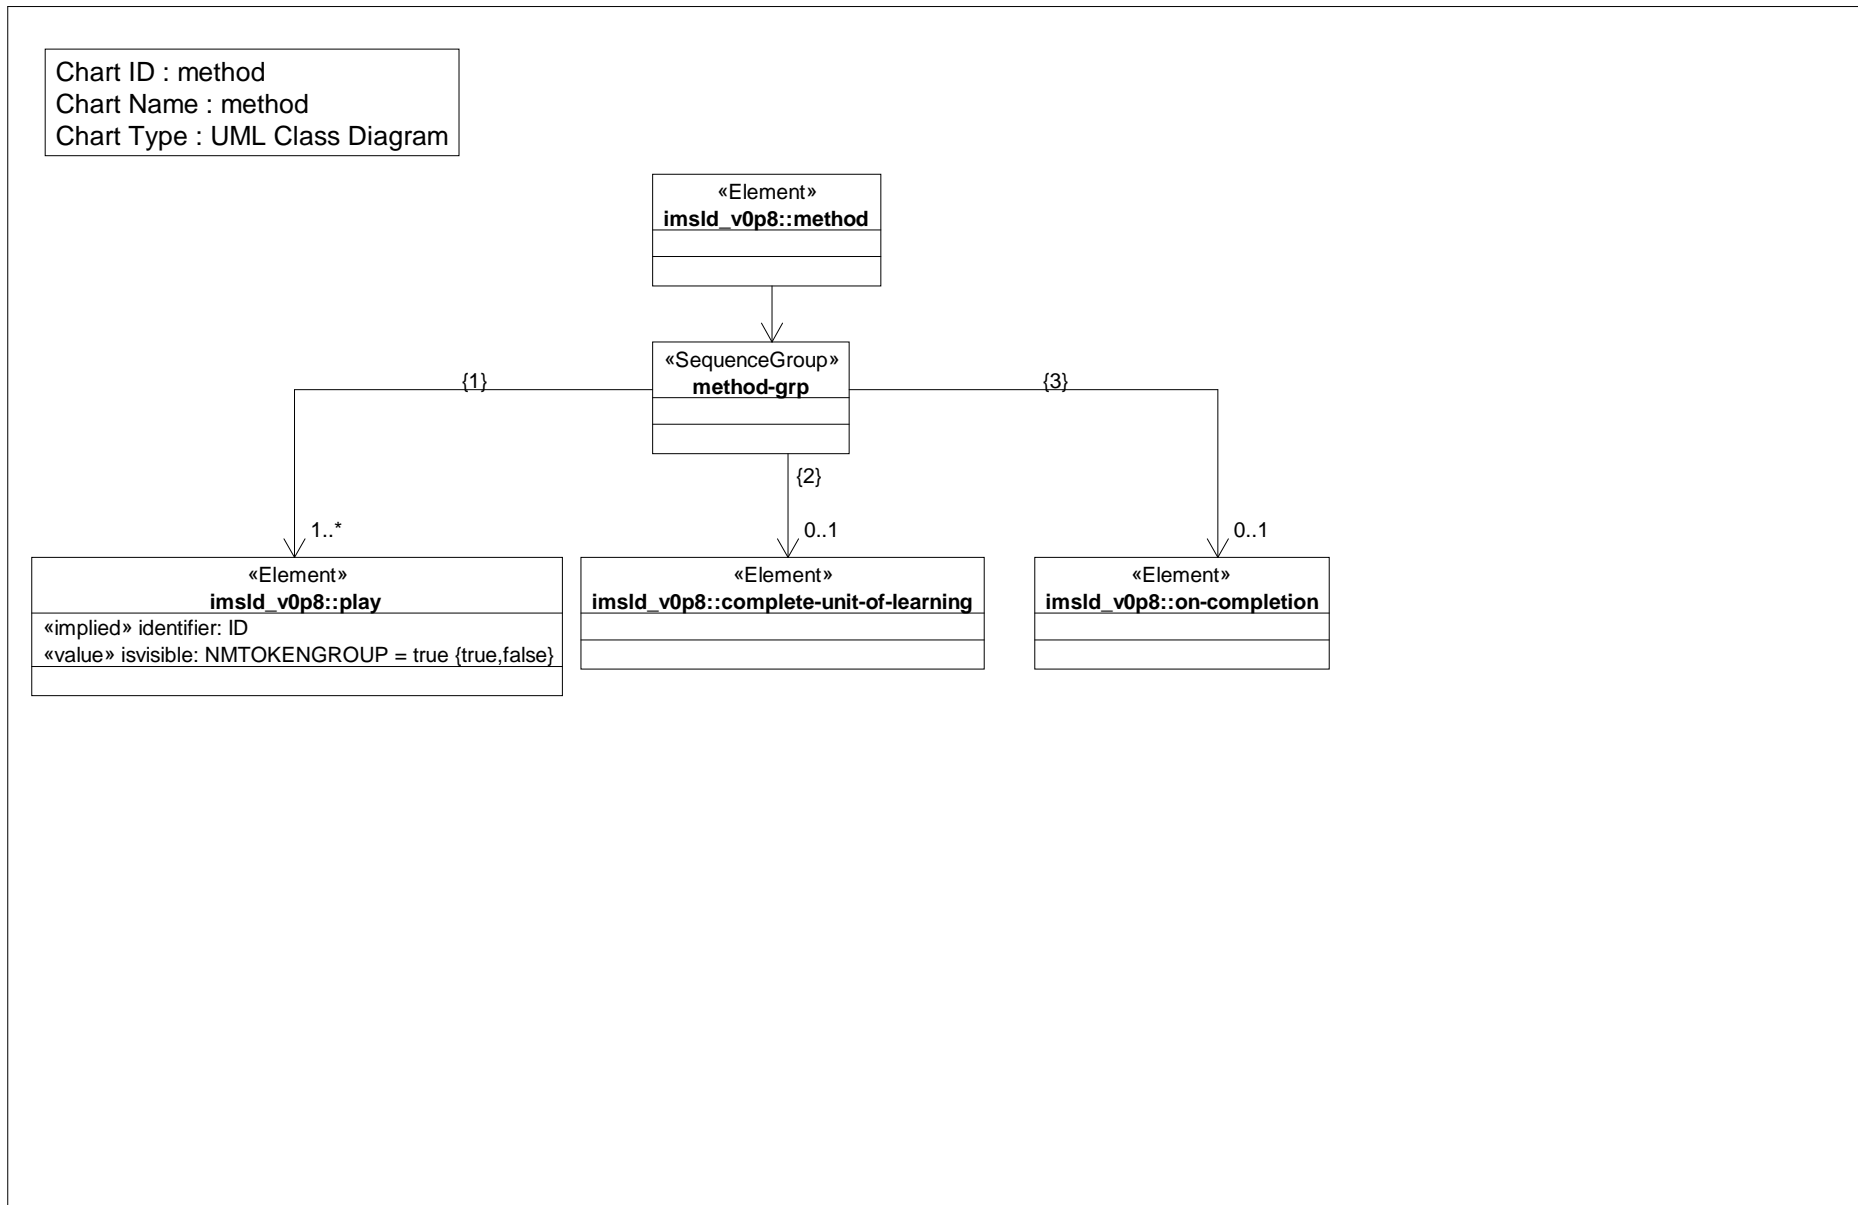 Chart ID : method
Chart Name : method
Chart Type : UML Class Diagram
«Element»
imsld_v0p8::method
«SequenceGroup»
method-grp
{1}
{3}
{2}
1..*
0..1
0..1
«Element»
imsld_v0p8::play
«implied» identifier: ID
«value» isvisible: NMTOKENGROUP = true {true,false}
«Element»
imsld_v0p8::complete-unit-of-learning
«Element»
imsld_v0p8::on-completion